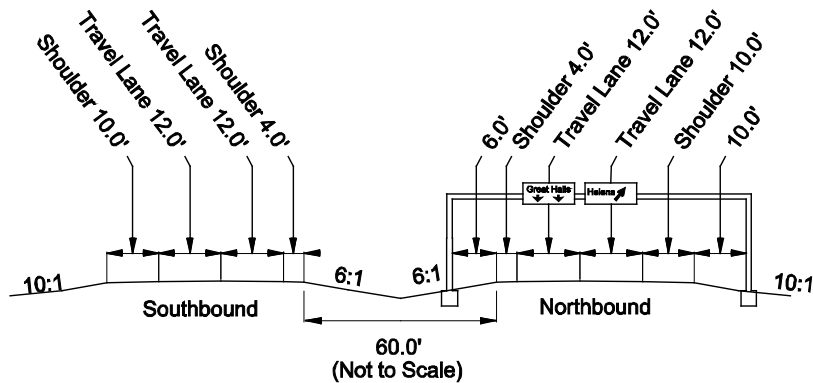 Shoulder 10.0'
Travel Lane 12.0'
Travel Lane 12.0'
Shoulder 4.0'
6.0'
Shoulder 4.0'
Travel Lane 12.0'
Travel Lane 12.0'
Shoulder 10.0'
10.0'
Great Halls
Helena
10:1
6:1
6:1
10:1
Southbound
Northbound
60.0'
(Not to Scale)